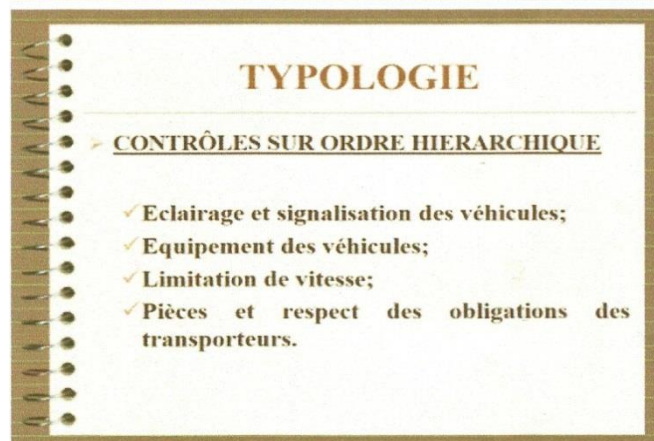 TYPOLOGIE
CONTRÔLES SUR ORDRE HIERARCHIQUE
Eclairage et signalisation des véhicules;
Equipement des véhicules;
Limitation de vitesse;
Pièces et respect des obligations des
transporteurs.